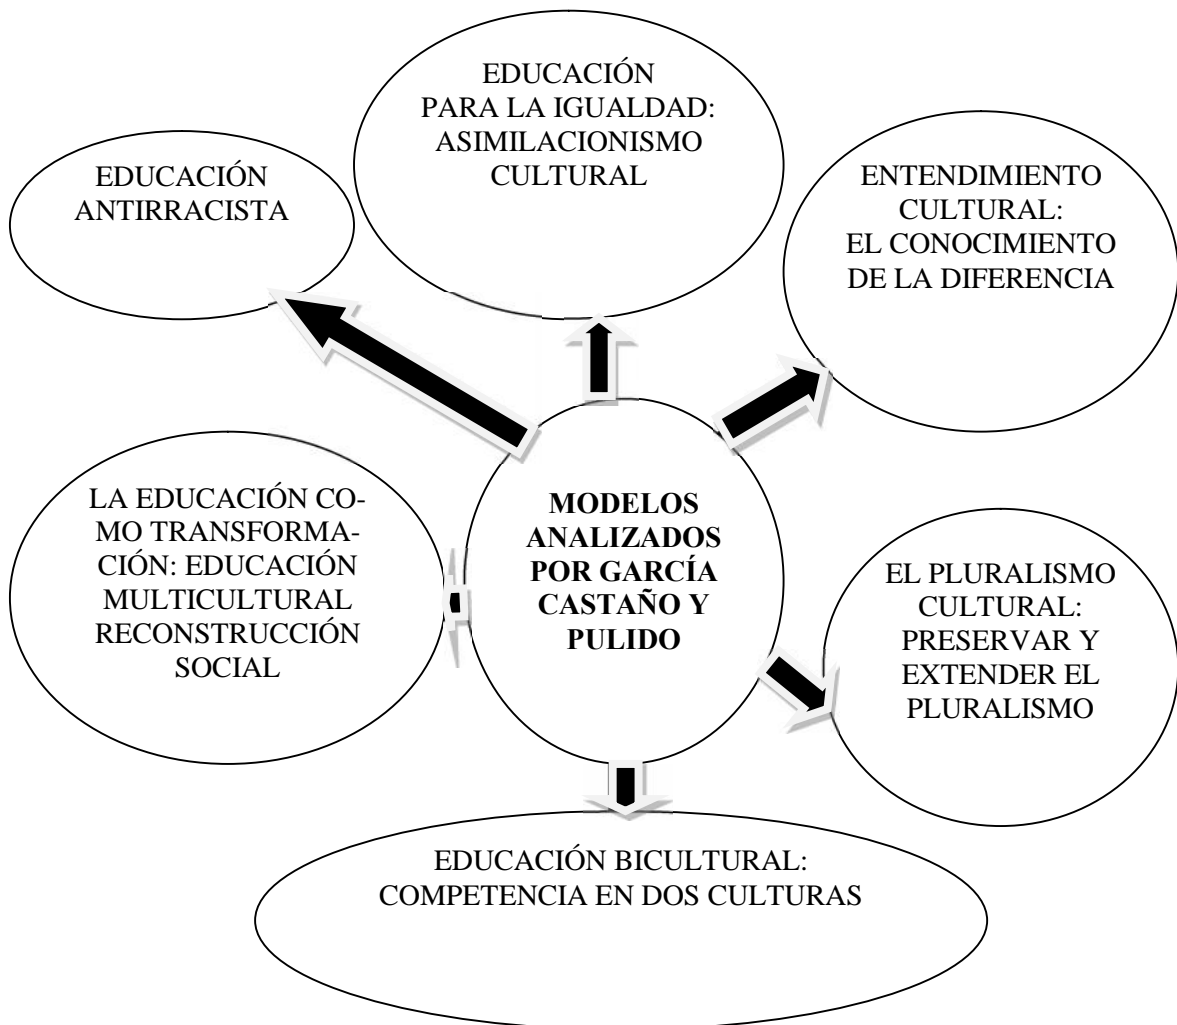 EDUCACIÓN
PARA LA IGUALDAD:
ASIMILACIONISMO
CULTURAL
EDUCACIÓN
ANTIRRACISTA
ENTENDIMIENTO
CULTURAL:
EL CONOCIMIENTO
DE LA DIFERENCIA
LA EDUCACIÓN CO-
MO TRANSFORMA-
CIÓN: EDUCACIÓN
MULTICULTURAL
RECONSTRUCCIÓN
SOCIAL
MODELOS
ANALIZADOS
POR GARCÍA
CASTAÑO Y
PULIDO
EL PLURALISMO
CULTURAL:
PRESERVAR Y
EXTENDER EL
PLURALISMO
EDUCACIÓN BICULTURAL:
COMPETENCIA EN DOS CULTURAS